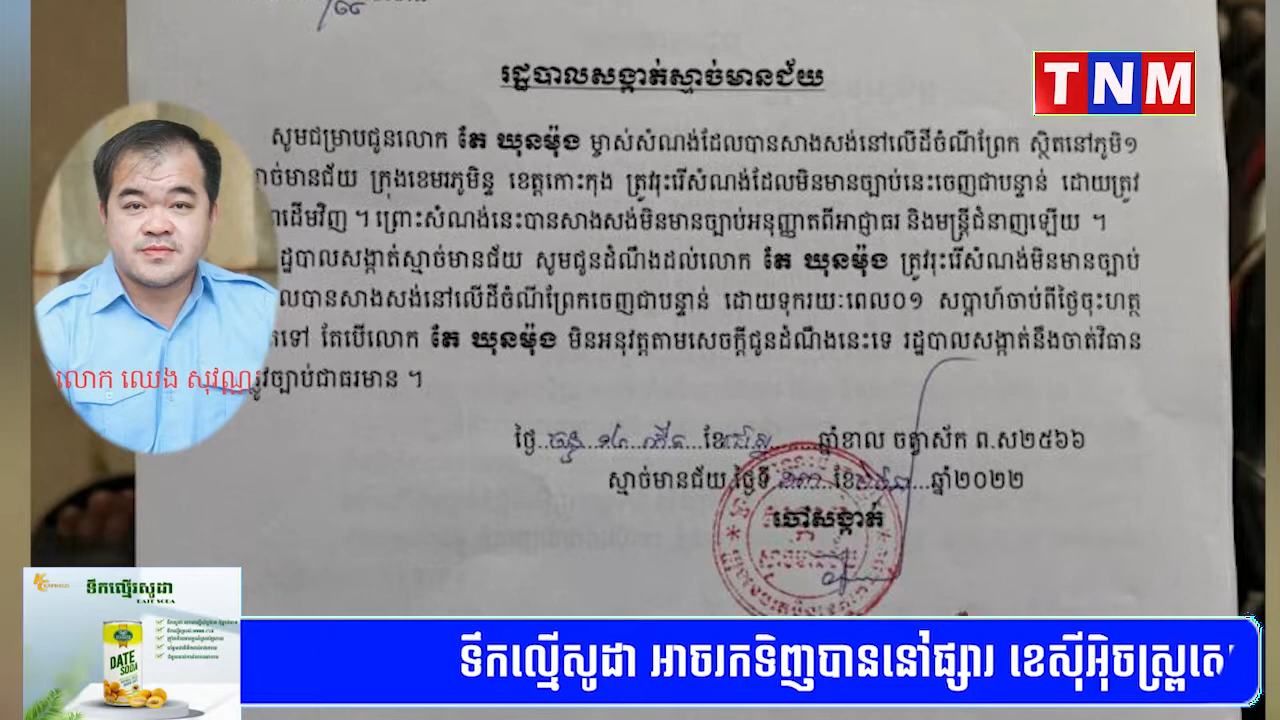 រដ្ឋបាលសង្កាត់ស្មាច់មានជ័យ
TNM
សូមជម្រាបជូនលោក តែ ឃុនម៉ុង ម្ចាស់សំណង់ដែលបានសាងសង់នៅលើដីចំណីព្រែក ស្ថិតនៅភូមិ១
ច់មានជ័យ ក្រុងខេមរភូមិន្ទ ខេត្តកោះកុង ត្រូវរុះរើសំណង់ដែលមិនមានច្បាប់នេះចេញជាបន្ទាន់ ដោយត្រូវ
ដើមវិញ ។ ព្រោះសំណង់នេះបានសាងសង់មិនមានច្បាប់អនុញ្ញាតពីអាជ្ញាធរ និងមន្ត្រីជំនាញឡើយ ។
ដ្ឋបាលសង្កាត់ស្មាច់មានជ័យ សូមជូនដំណឹងដល់លោក តែ ឃុនម៉ុង ត្រូវរុះរើសំណង់មិនមានច្បាប់
លបានសាងសង់នៅលើដីចំណីព្រែកចេញជាបន្ទាន់ ដោយទុករយៈពេល០១ សប្ដាហ៍ចាប់ពីថ្ងៃចុះហត្ថ
តទៅ តែបើលោក តែ ឃុនម៉ុង មិនអនុវត្តតាមសេចក្ដីជូនដំណឹងនេះទេ រដ្ឋបាលសង្កាត់នឹងចាត់វិធាន
លោក ឈេង សុវណ្ណ
ច្បាប់ជាធរមាន ។
ថ្ងៃ ខែ ឆ្នាំខាល ចត្វាស័ក ព.ស២៥៦៦
ស្មាច់មានជ័យ ថ្ងៃទី ខែ ឆ្នាំ២០២២
ចៅសង្កាត់
ទឹកល្មើរសូដា
DATE SODA
DATE
SODA
ទឹកល្មើសូដា អាចរកទិញបាននៅផ្សារ ខេស៊ីអ៊ិចស្ព្រតេ